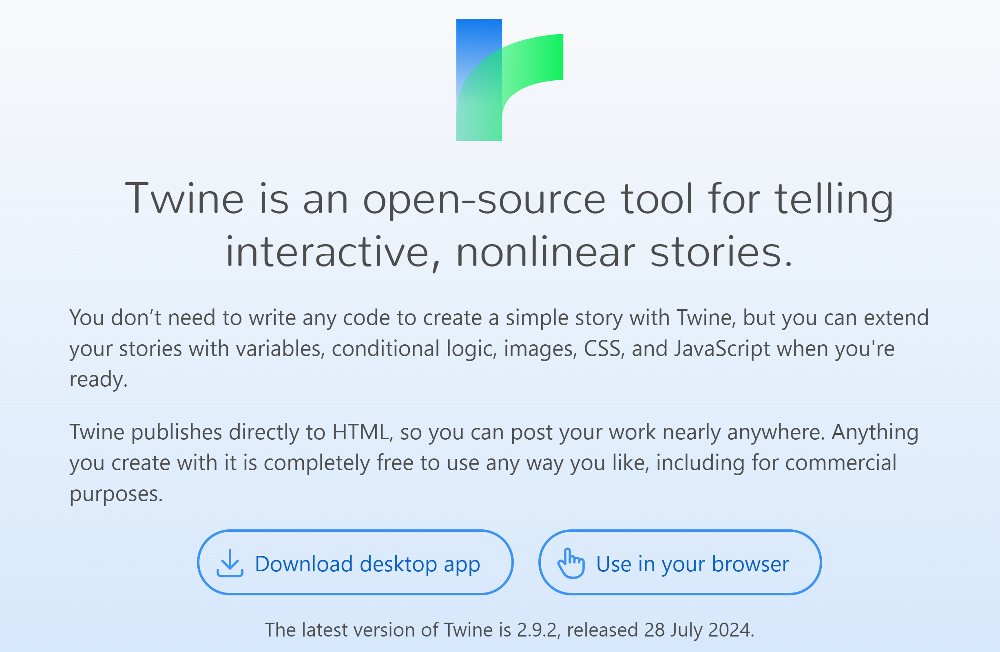 Twine is an open-source tool for telling
interactive, nonlinear stories.
You don’t need to write any code to create a simple story with Twine, but you can extend
your stories with variables, conditional logic, images, CSS, and JavaScript when you're
ready.
Twine publishes directly to HTML, so you can post your work nearly anywhere. Anything
you create with it is completely free to use any way you like, including for commercial
purposes.
Download desktop app
Use in your browser
The latest version of Twine is 2.9.2, released 28 July 2024.